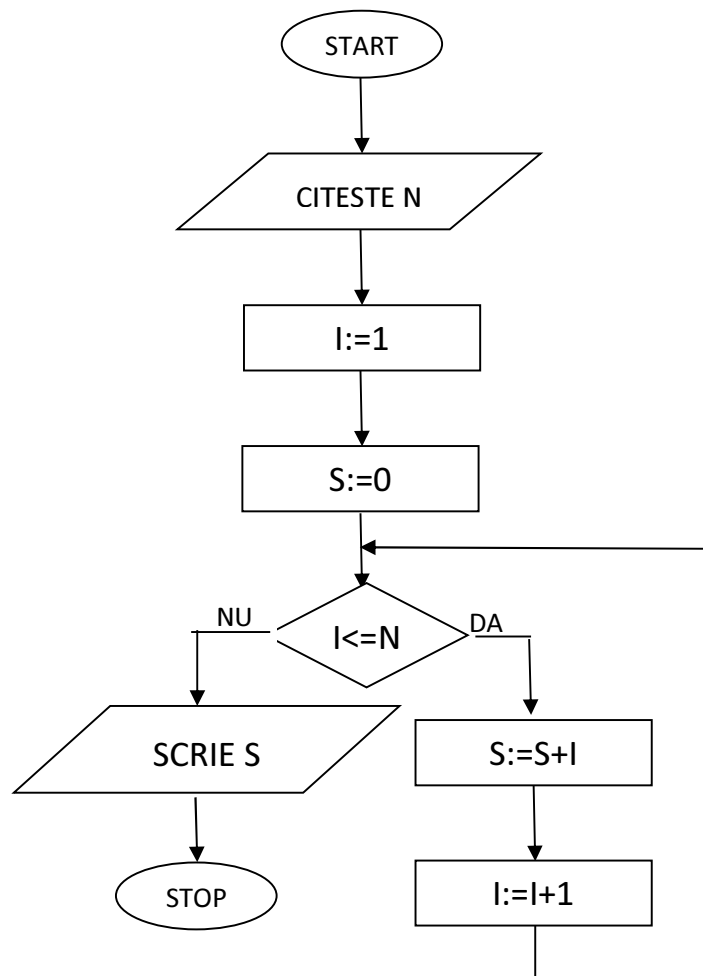 START
CITESTE N
I:=1
S:=0
NU
I<=N
DA
SCRIE S
S:=S+I
STOP
I:=I+1